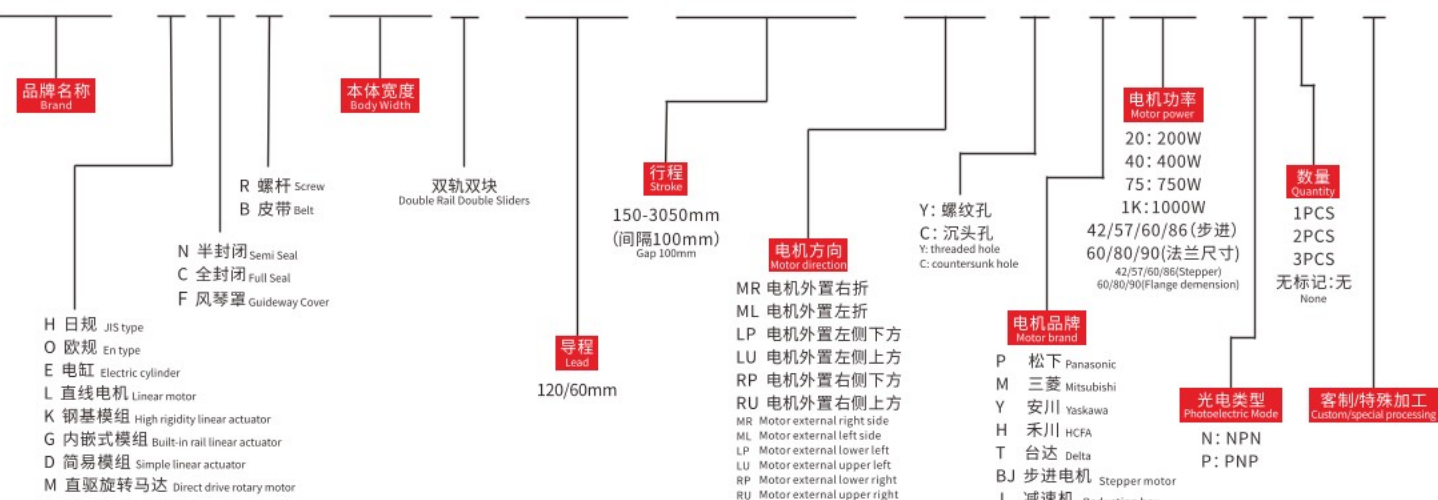 品牌名称
Brand
H 日规 JIS type
O 欧规 En type
E 电缸 Electric cylinder
L 直线电机 Linear motor
K 钢基模组 High rigidity linear actuator
G 内嵌式模组 Built-in rail linear actuator
D 简易模组 Simple linear actuator
M 直驱旋转马达 Direct drive rotary motor
N 半封闭 Semi Seal
C 全封闭 Full Seal
F 风琴罩 Guideway Cover
R 螺杆 Screw
B 皮带 Belt
本体宽度
Body Width
双轨双块
Double Rail Double Sliders
导程
Lead
120/60mm
行程
Stroke
150-3050mm
(间隔100mm)
Gap 100mm
电机方向
Motor direction
MR 电机外置右折
ML 电机外置左折
LP 电机外置左侧下方
LU 电机外置左侧上方
RP 电机外置右侧下方
RU 电机外置右侧上方
MR Motor external right side
ML Motor external left side
LP Motor external lower left
LU Motor external upper left
RP Motor external lower right
RU Motor external upper right
Y: 螺纹孔
C: 沉头孔
Y: threaded hole
C: countersunk hole
电机品牌
Motor brand
P 松下 Panasonic
M 三菱 Mitsubishi
Y 安川 Yaskawa
H 禾川 HCFA
T 台达 Delta
BJ 步进电机 Stepper motor
减速机
电机功率
Motor power
20: 200W
40: 400W
75: 750W
1K:1000W
42/57/60/86(步进)
60/80/90(法兰尺寸)
42/57/60/86(Stepper)
60/80/90(Flange demension)
光电类型
Photoelectric Mode
N: NPN
P: PNP
数量
Quantity
1PCS
2PCS
3PCS
无标记:无
None
客制/特殊加工
Custom/special processing